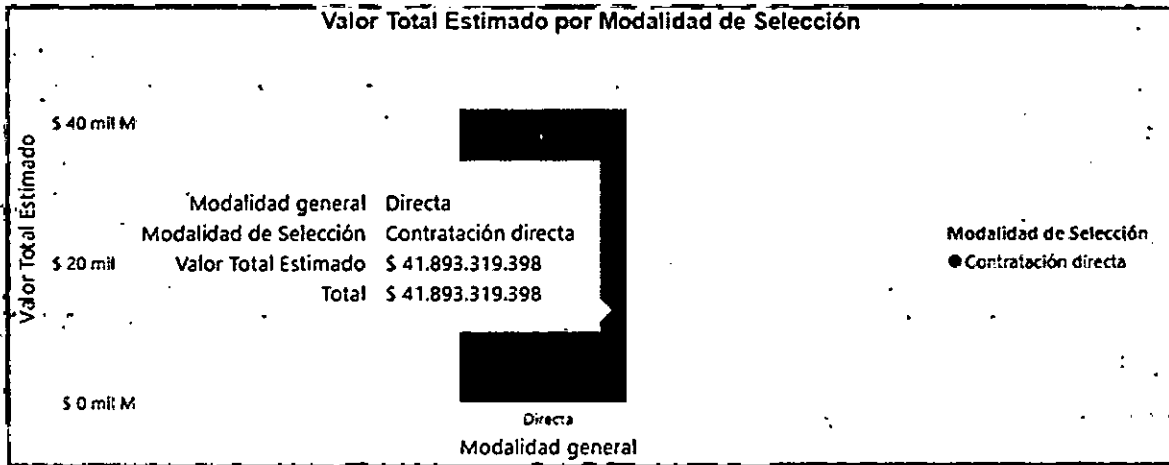 Valor Total Estimado por Modalidad de Selección
Valor Total Estimado
$ 40 mil M
$ 20 mil
$ 0 mil M
Modalidad general Directa
Modalidad de Selección Contratación directa
Valor Total Estimado $ 41.893.319.398
Total $ 41.893.319.398
Modalidad de Selección
Contratación directa
Directa
Modalidad general